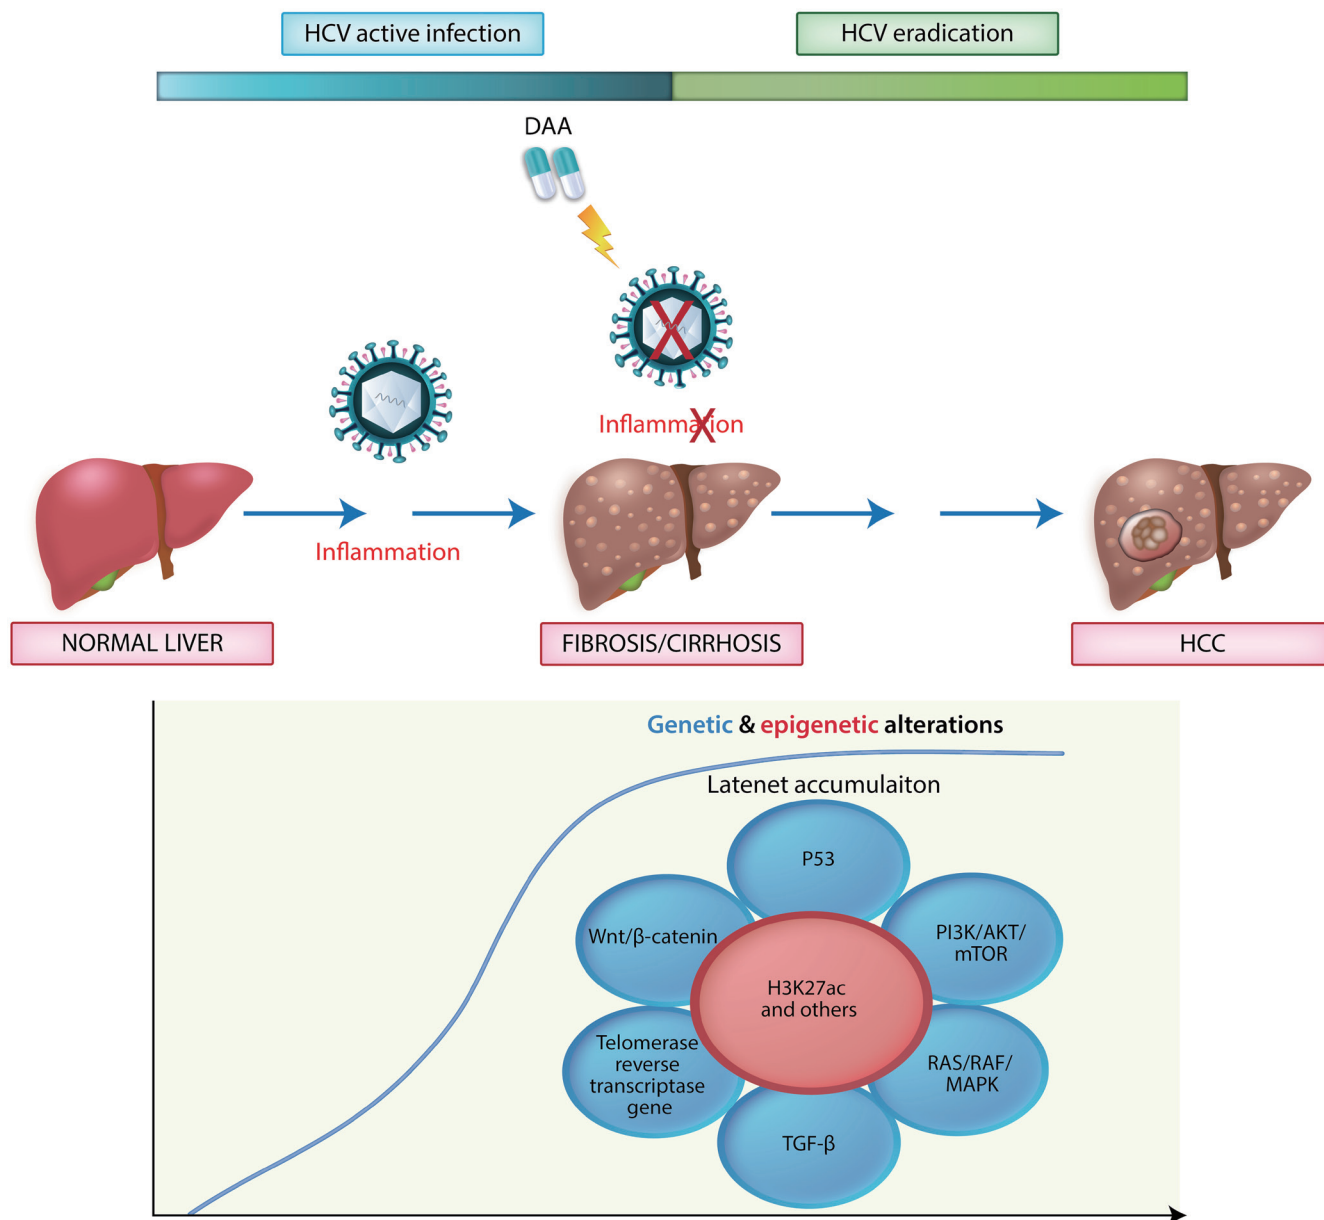 HCV active infection
HCV eradication
DAA
Inflammation
Inflammation
NORMAL LIVER
FIBROSIS/CIRRHOSIS
HCC
Genetic & epigenetic alterations
Latenet accumulaiton
P53
Wnt/β-catenin
PI3K/AKT/
mTOR
H3K27ac
and others
Telomerase
reverse
transcriptase
gene
RAS/RAF/
MAPK
TGF-β